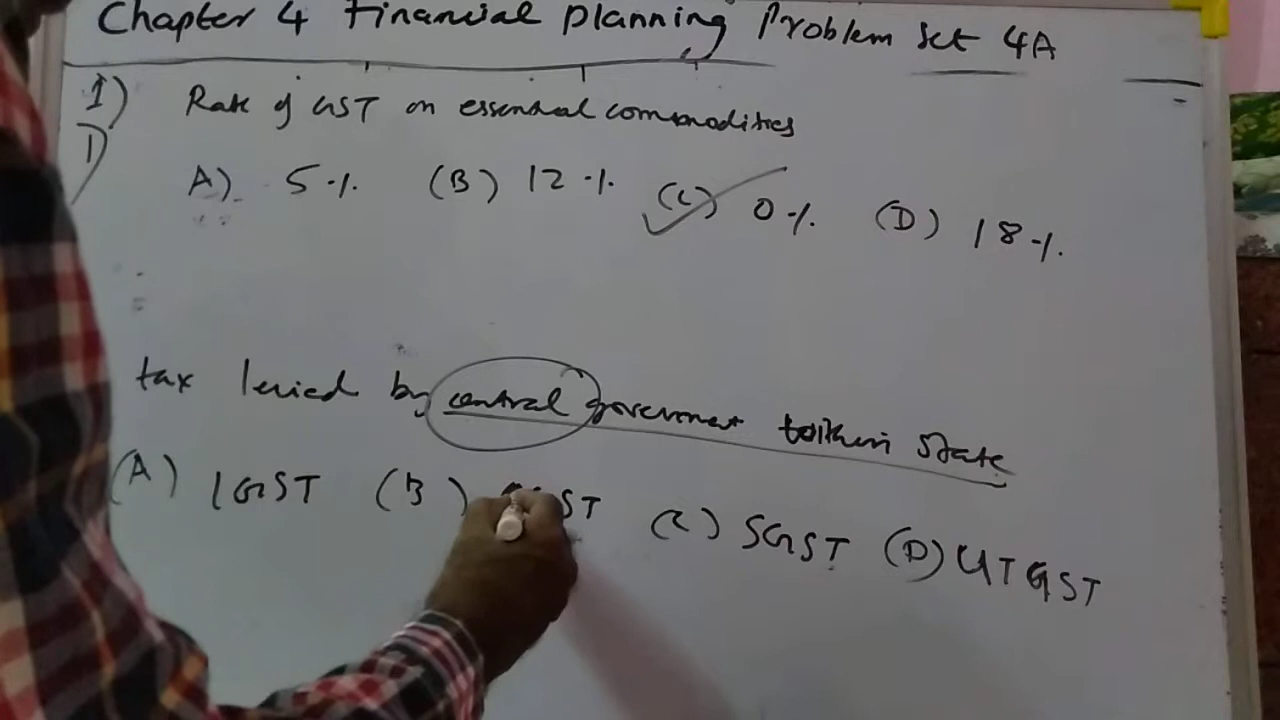 Chapter 4 Financial planning Problem set 4A
I) Rate of GST on essential commodities
1)
A) 5% (B) 12% (C) 0% (D) 18%
tax levied by central government within state
(A) IGST (B) ST (C) SGST (D) UTGST